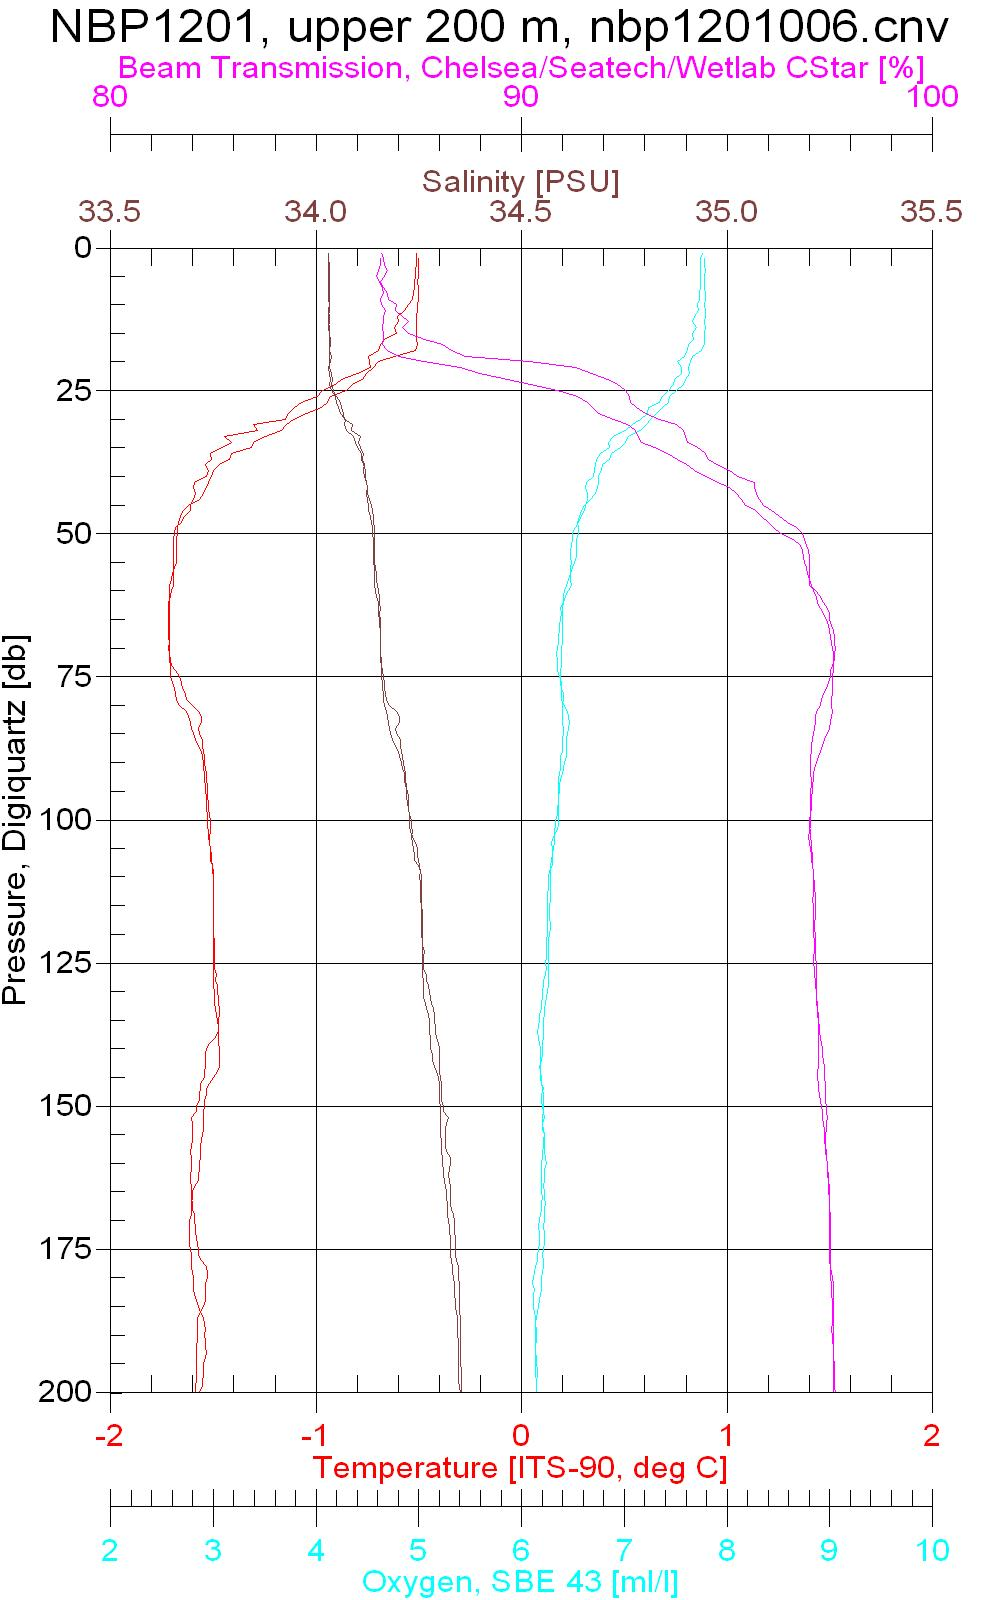 NBP1201, upper 200 m, nbp1201006.cnv
Beam Transmission, Chelsea/Seatech/Wetlab CStar [%]
80 90 100
Salinity [PSU]
33.5 34.0 34.5 35.0 35.5
0
25
50
75
100
125
150
175
200
Pressure, Digiquartz [db]
-2 -1 0 1 2
Temperature [ITS-90, deg C]
2 3 4 5 6 7 8 9 10
Oxygen, SBE 43 [ml/l]